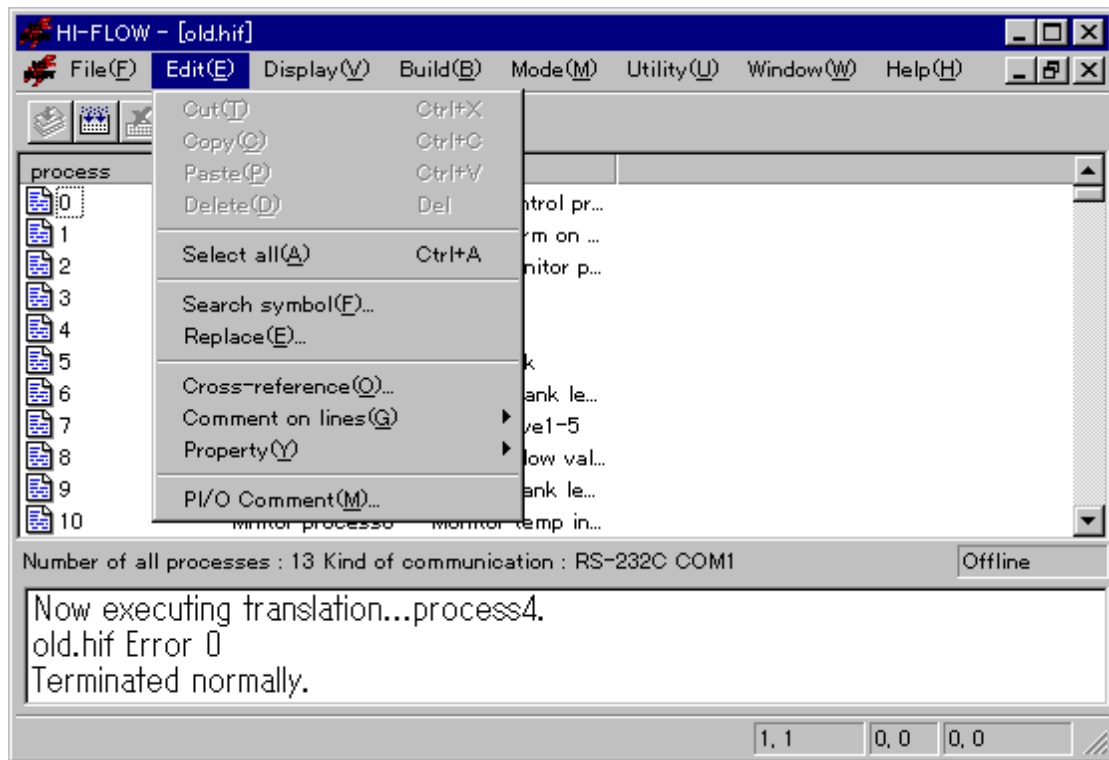 HI-FLOW - [old.hif]
File(F) Edit(E) Display(V) Build(B) Mode(M) Utility(U) Window(W) Help(H)
Cut(T) Ctrl+X
Copy(C) Ctrl+C
Paste(P) Ctrl+V
Delete(D) Del
Select all(A) Ctrl+A
Search symbol(F)...
Replace(E)...
Cross-reference(O)...
Comment on lines(G)
Property(Y)
PI/O Comment(M)...
process
0 ntrol pr...
1 rm on ...
2 nitor p...
3
4
5 k
6 ank le...
7 ve1-5
8 low val...
9 ank le...
10 Monitor temp in...
Number of all processes : 13 Kind of communication : RS-232C COM1 Offline
Now executing translation...process4.
old.hif Error 0
Terminated normally.
1, 1 0, 0 0, 0